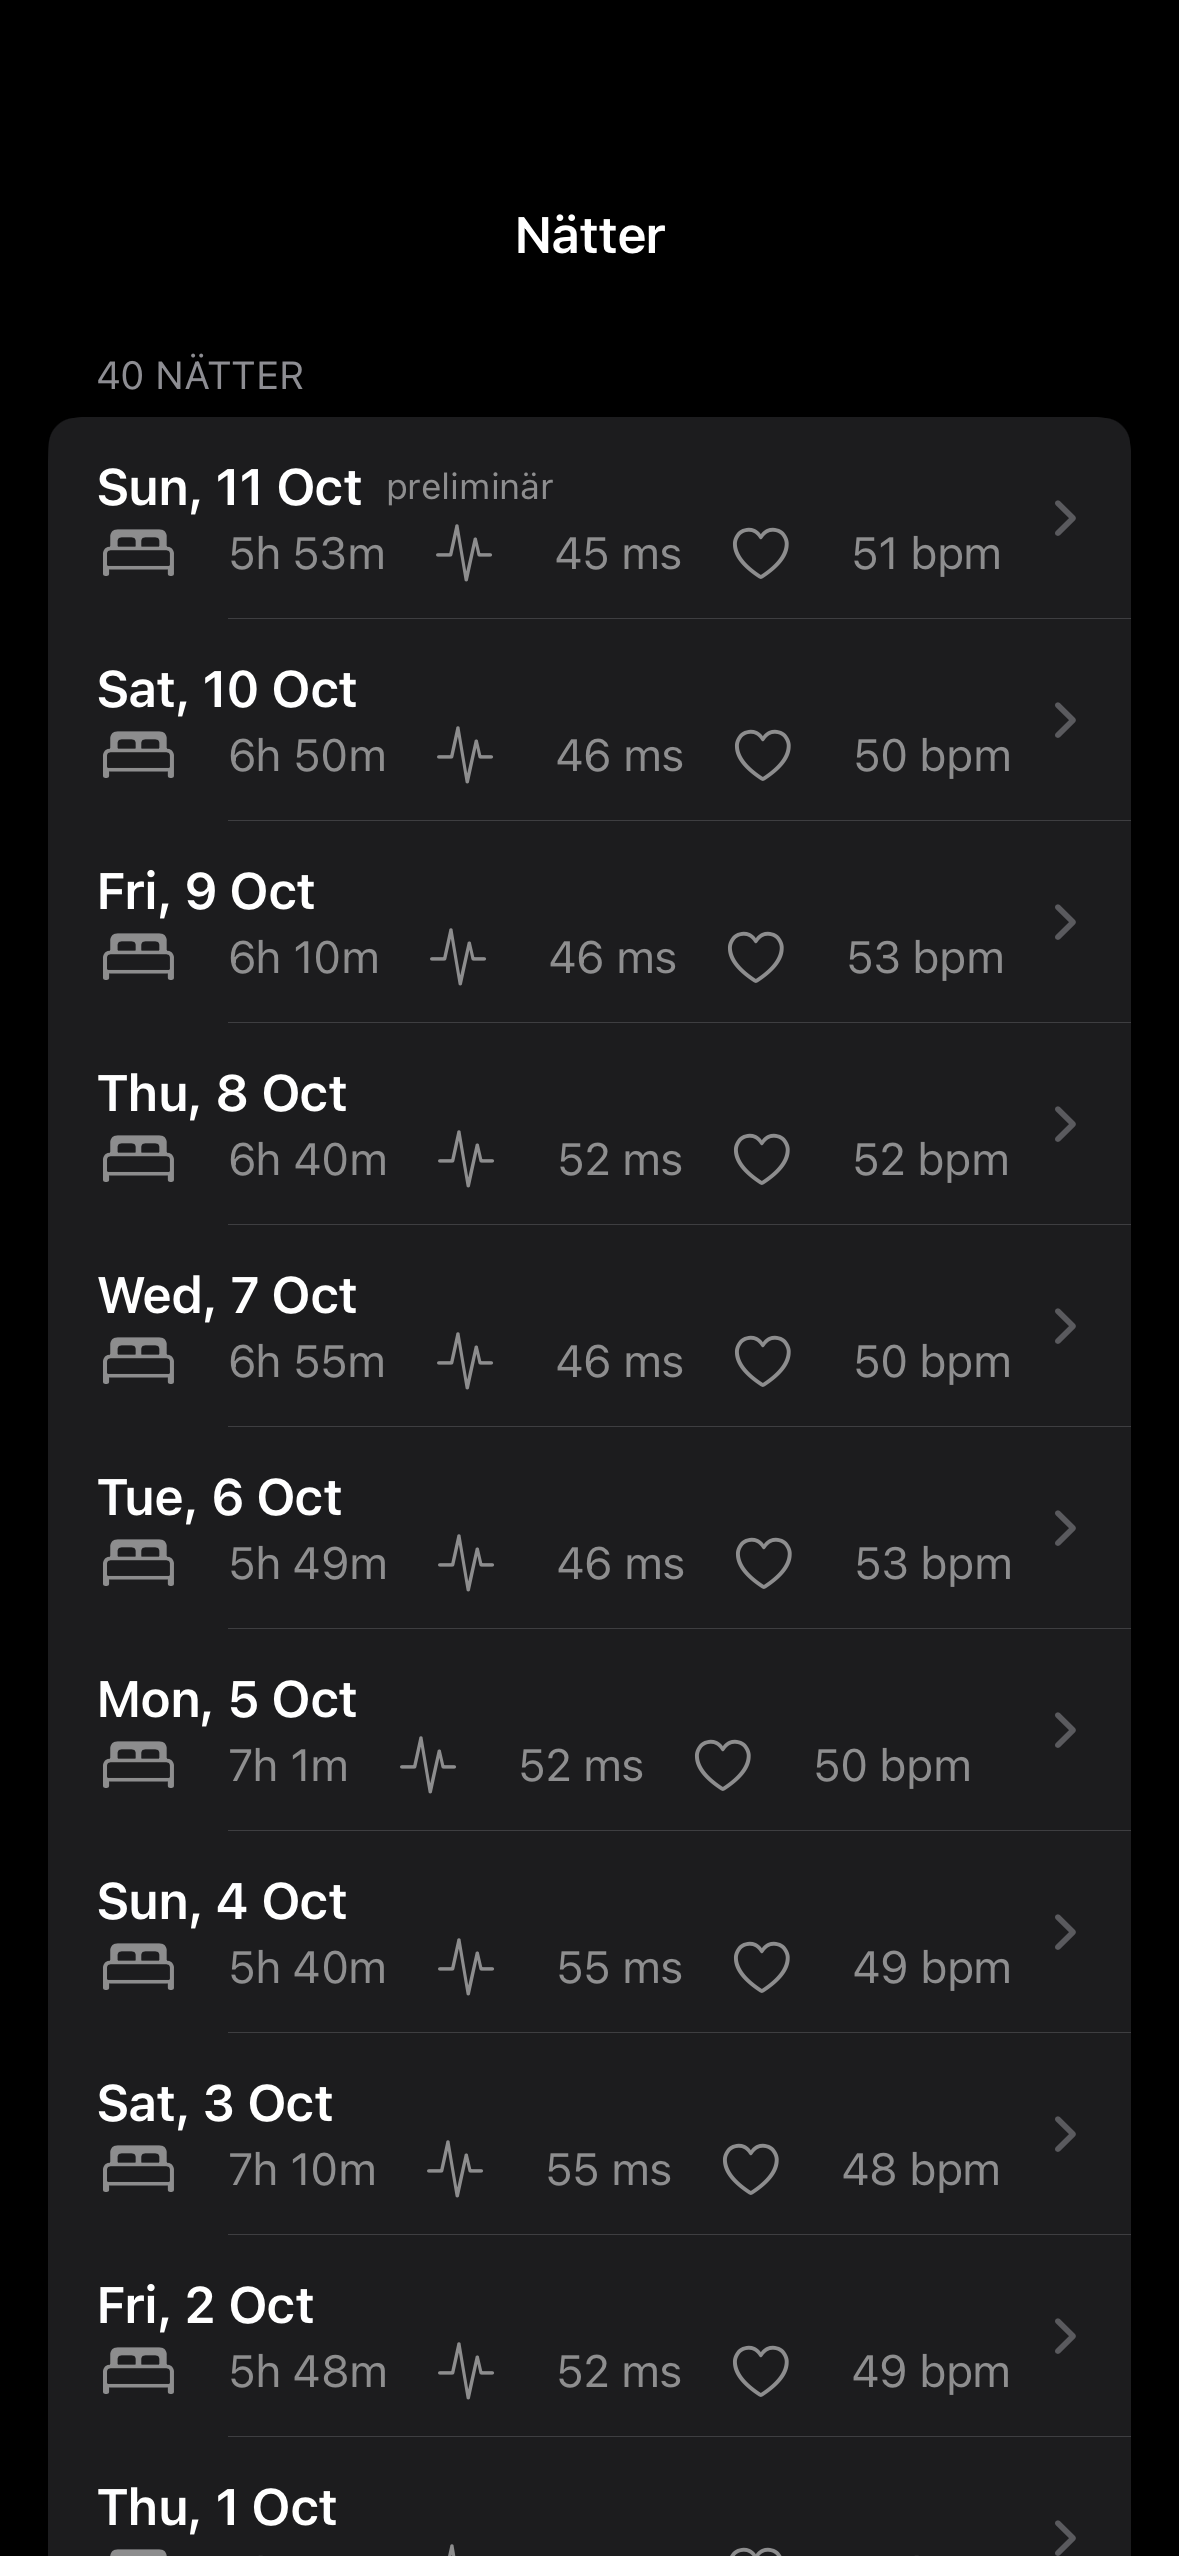 Nätter
40 NÄTTER
Sun, 11 Oct preliminär
5h 53m 45 ms 51 bpm
Sat, 10 Oct
6h 50m 46 ms 50 bpm
Fri, 9 Oct
6h 10m 46 ms 53 bpm
Thu, 8 Oct
6h 40m 52 ms 52 bpm
Wed, 7 Oct
6h 55m 46 ms 50 bpm
Tue, 6 Oct
5h 49m 46 ms 53 bpm
Mon, 5 Oct
7h 1m 52 ms 50 bpm
Sun, 4 Oct
5h 40m 55 ms 49 bpm
Sat, 3 Oct
7h 10m 55 ms 48 bpm
Fri, 2 Oct
5h 48m 52 ms 49 bpm
Thu, 1 Oct